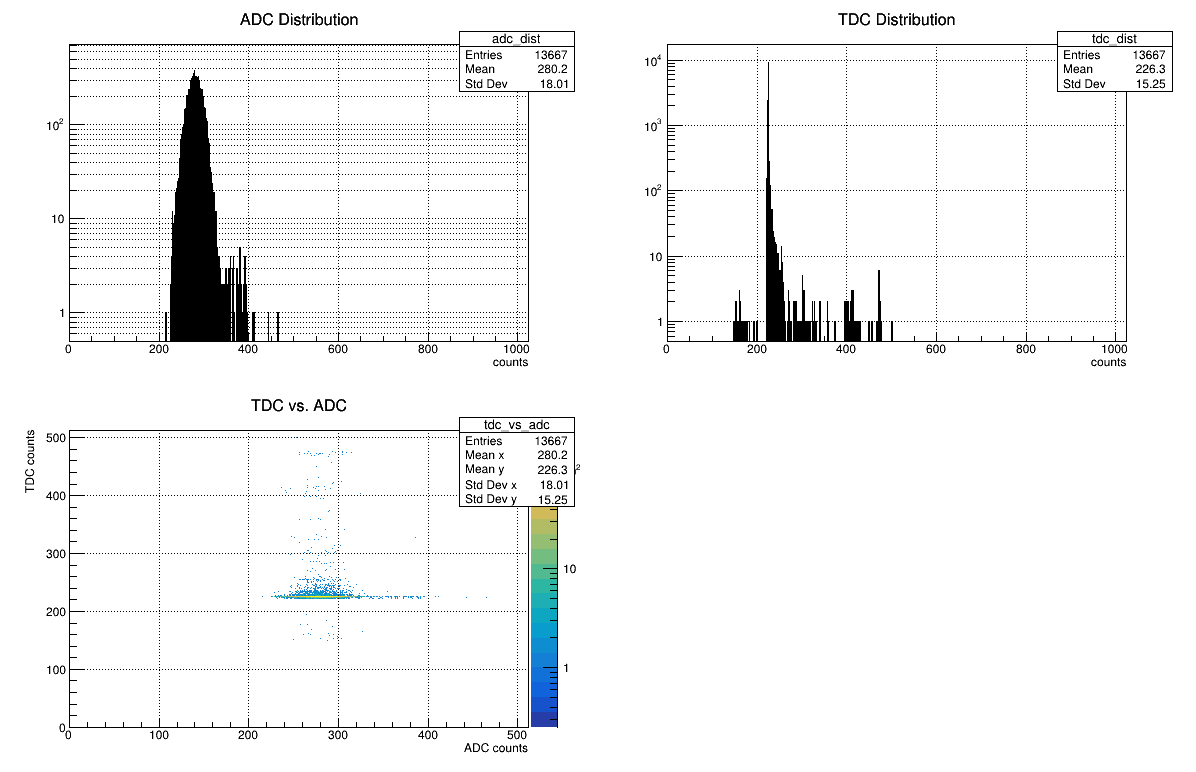 ADC Distribution
adc_dist
Entries 13667
Mean 280.2
Std Dev 18.01
10²
10
1
0 200 400 600 800 1000
counts
TDC Distribution
tdc_dist
Entries 13667
Mean 226.3
Std Dev 15.25
10⁴
10³
10²
10
1
0 200 400 600 800 1000
counts
TDC vs. ADC
TDC counts
tdc_vs_adc
Entries 13667
Mean x 280.2
Mean y 226.3
Std Dev x 18.01
Std Dev y 15.25
500
400
300
200
100
0
0 100 200 300 400 500
ADC counts
2
10
1